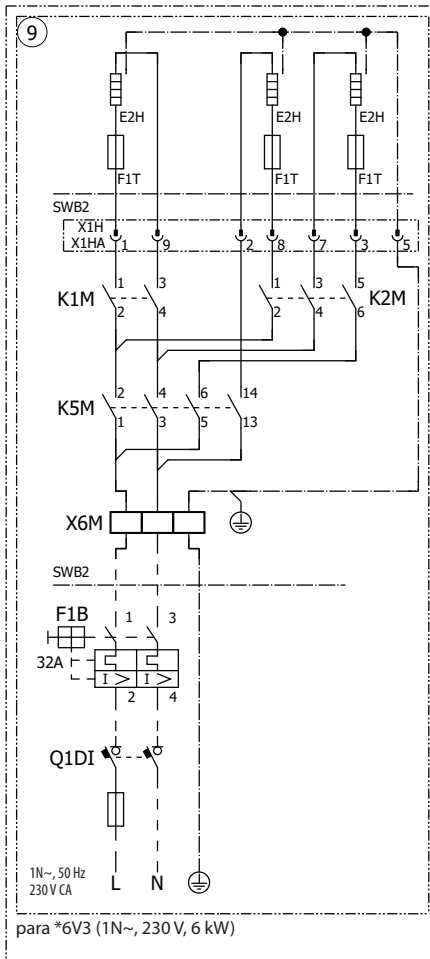 9
E2H E2H E2H
F1T F1T F1T
SWB2
X1H
X1HA 1 9 2 8 7 3 5
1 3 1 3 5
K1M K2M
2 4 2 4 6
2 4 6 14
K5M
1 3 5 13
X6M
SWB2
F1B 1 3
32A
I > I >
2 4
Q1DI
1N~, 50 Hz
230 V CA
L N
para *6V3 (1N~, 230 V, 6 kW)